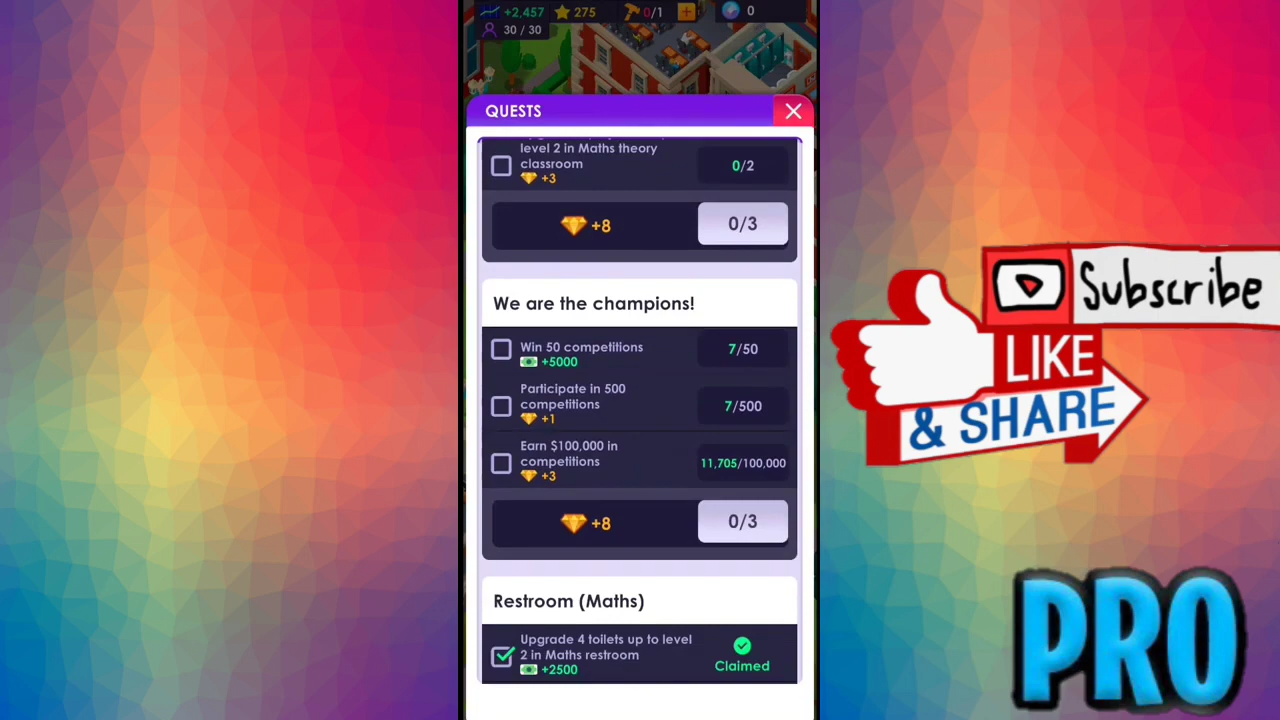 +2,457
275
0/1
0
30 / 30
QUESTS
level 2 in Maths theory
classroom
+3
0/2
+8
0/3
We are the champions!
Win 50 competitions
+5000
7/50
Participate in 500
competitions
+1
7/500
Earn $100,000 in
competitions
+3
11,705/100,000
+8
0/3
Restroom (Maths)
Upgrade 4 toilets up to level
2 in Maths restroom
+2500
Claimed
Subscribe
LIKE
& SHARE
PRO